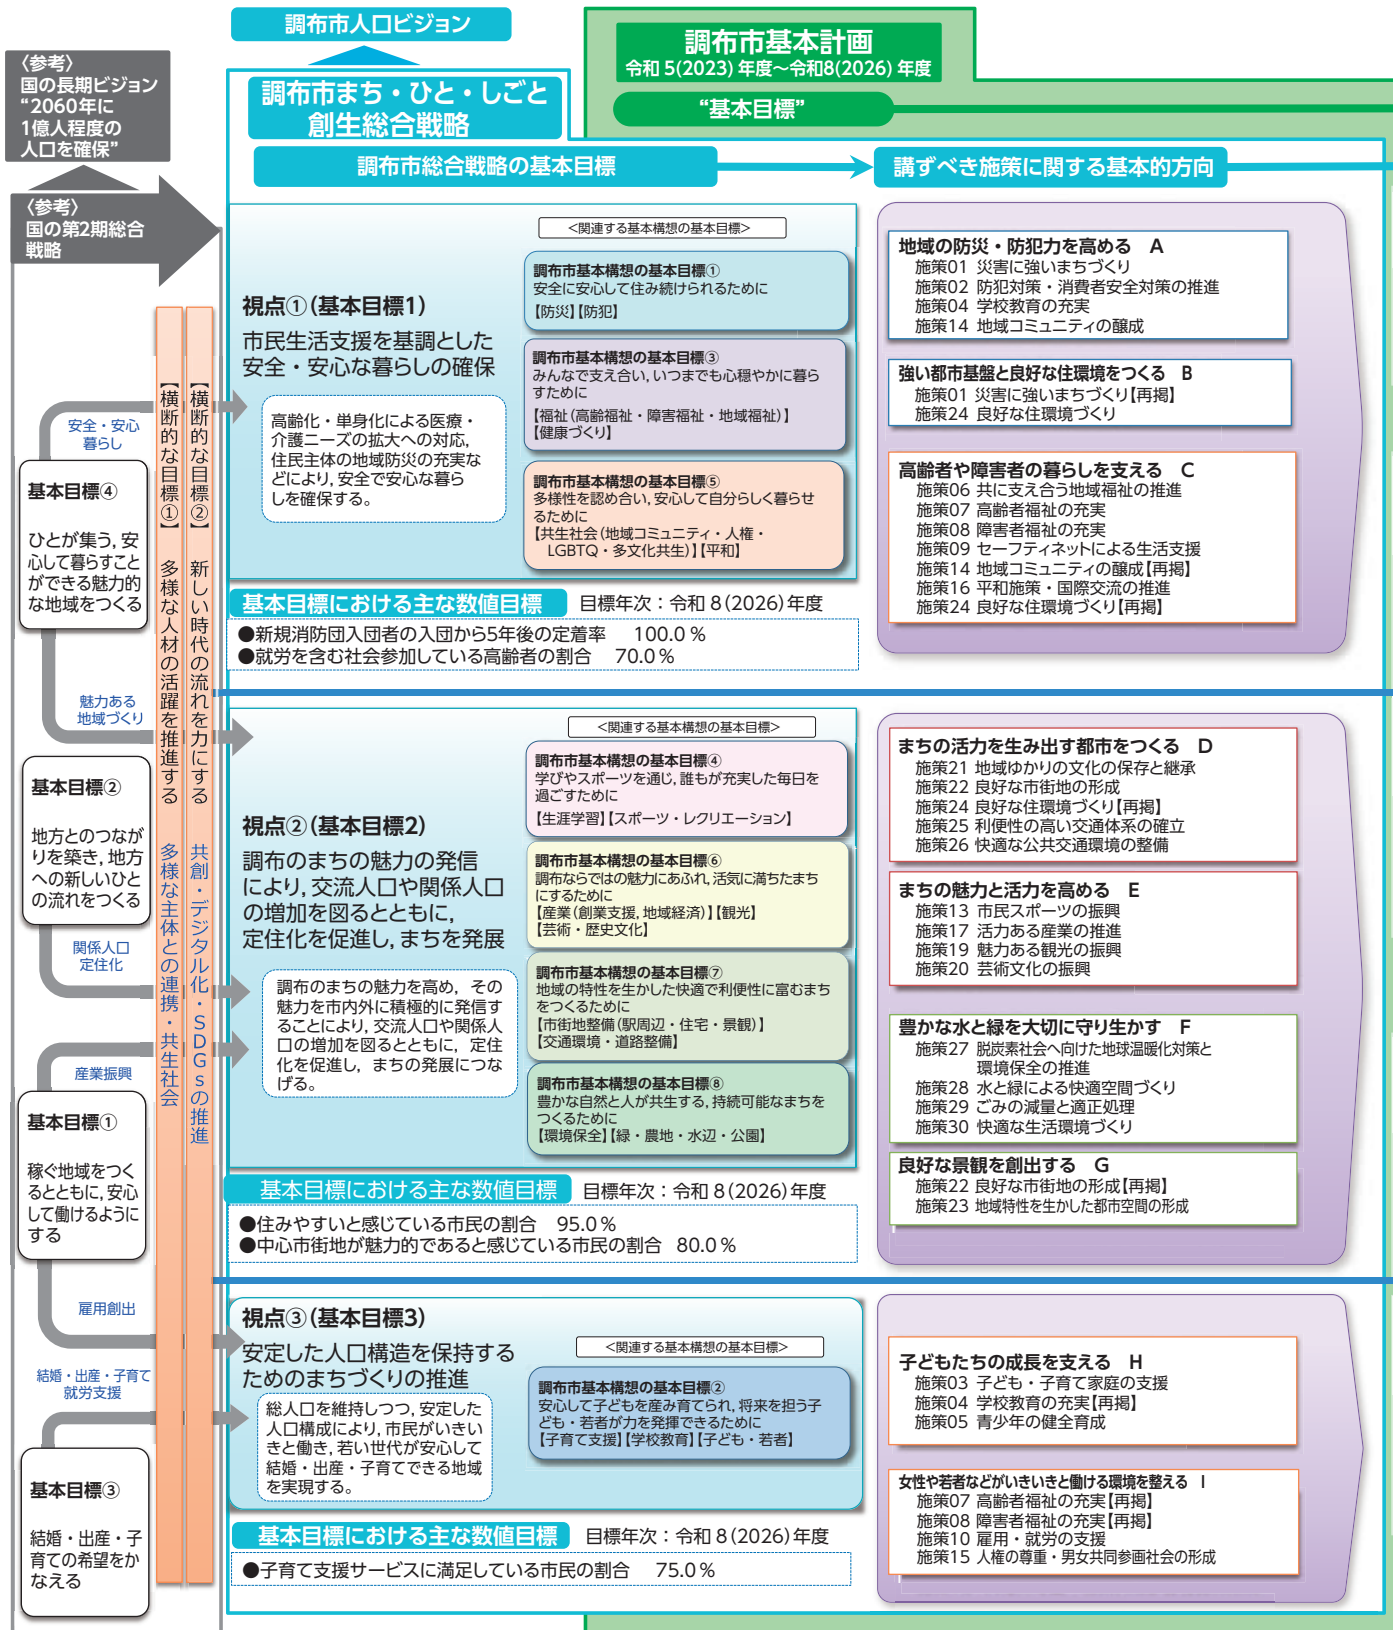 調布市人口ビジョン
調布市基本計画
令和 5(2023) 年度～令和8(2026) 年度
“基本目標”
〈参考〉
国の長期ビジョン
“2060年に
1億人程度の
人口を確保”
調布市まち・ひと・しごと
創生総合戦略
調布市総合戦略の基本目標
講ずべき施策に関する基本的方向
〈参考〉
国の第2期総合
戦略
【横断的な目標①】　多様な人材の活躍を推進する　多様な主体との連携・共生社会
【横断的な目標②】　新しい時代の流れを力にする　共創・デジタル化・SDGsの推進
安全・安心
暮らし
基本目標④
ひとが集う，安
心して暮らすこと
ができる魅力的
な地域をつくる
魅力ある
地域づくり
基本目標②
地方とのつなが
りを築き，地方
への新しいひと
の流れをつくる
関係人口
定住化
産業振興
基本目標①
稼ぐ地域をつく
るとともに，安心
して働けるように
する
雇用創出
結婚・出産・子育て
就労支援
基本目標③
結婚・出産・子
育ての希望をか
なえる
視点①（基本目標1）
市民生活支援を基調とした
安全・安心な暮らしの確保
高齢化・単身化による医療・
介護ニーズの拡大への対応，
住民主体の地域防災の充実な
どにより，安全で安心な暮ら
しを確保する。
＜関連する基本構想の基本目標＞
調布市基本構想の基本目標①
安全に安心して住み続けられるために
【防災】【防犯】
調布市基本構想の基本目標③
みんなで支え合い，いつまでも心穏やかに暮ら
すために
【福祉（高齢福祉・障害福祉・地域福祉）】
【健康づくり】
調布市基本構想の基本目標⑤
多様性を認め合い，安心して自分らしく暮らせ
るために
【共生社会（地域コミュニティ・人権・
LGBTQ・多文化共生）】【平和】
基本目標における主な数値目標　目標年次：令和 8（2026）年度
●新規消防団入団者の入団から5年後の定着率　100.0％
●就労を含む社会参加している高齢者の割合　70.0％
地域の防災・防犯力を高める　A
施策01 災害に強いまちづくり
施策02 防犯対策・消費者安全対策の推進
施策04 学校教育の充実
施策14 地域コミュニティの醸成
強い都市基盤と良好な住環境をつくる　B
施策01 災害に強いまちづくり【再掲】
施策24 良好な住環境づくり
高齢者や障害者の暮らしを支える　C
施策06 共に支え合う地域福祉の推進
施策07 高齢者福祉の充実
施策08 障害者福祉の充実
施策09 セーフティネットによる生活支援
施策14 地域コミュニティの醸成【再掲】
施策16 平和施策・国際交流の推進
施策24 良好な住環境づくり【再掲】
視点②（基本目標2）
調布のまちの魅力の発信
により，交流人口や関係人口
の増加を図るとともに，
定住化を促進し，まちを発展
調布のまちの魅力を高め，その
魅力を市内外に積極的に発信す
ることにより，交流人口や関係人
口の増加を図るとともに，定住
化を促進し，まちの発展につな
げる。
＜関連する基本構想の基本目標＞
調布市基本構想の基本目標④
学びやスポーツを通じ，誰もが充実した毎日を
過ごすために
【生涯学習】【スポーツ・レクリエーション】
調布市基本構想の基本目標⑥
調布ならではの魅力にあふれ，活気に満ちたまち
にするために
【産業（創業支援，地域経済）】【観光】
【芸術・歴史文化】
調布市基本構想の基本目標⑦
地域の特性を生かした快適で利便性に富むまち
をつくるために
【市街地整備（駅周辺・住宅・景観）】
【交通環境・道路整備】
調布市基本構想の基本目標⑧
豊かな自然と人が共生する，持続可能なまちを
つくるために
【環境保全】【緑・農地・水辺・公園】
基本目標における主な数値目標　目標年次：令和 8（2026）年度
●住みやすいと感じている市民の割合　95.0％
●中心市街地が魅力的であると感じている市民の割合　80.0％
まちの活力を生み出す都市をつくる　D
施策21 地域ゆかりの文化の保存と継承
施策22 良好な市街地の形成
施策24 良好な住環境づくり【再掲】
施策25 利便性の高い交通体系の確立
施策26 快適な公共交通環境の整備
まちの魅力と活力を高める　E
施策13 市民スポーツの振興
施策17 活力ある産業の推進
施策19 魅力ある観光の振興
施策20 芸術文化の振興
豊かな水と緑を大切に守り生かす　F
施策27 脱炭素社会へ向けた地球温暖化対策と
環境保全の推進
施策28 水と緑による快適空間づくり
施策29 ごみの減量と適正処理
施策30 快適な生活環境づくり
良好な景観を創出する　G
施策22 良好な市街地の形成【再掲】
施策23 地域特性を生かした都市空間の形成
視点③（基本目標3）
安定した人口構造を保持する
ためのまちづくりの推進
総人口を維持しつつ，安定した
人口構成により，市民がいきい
きと働き，若い世代が安心して
結婚・出産・子育てできる地域
を実現する。
＜関連する基本構想の基本目標＞
調布市基本構想の基本目標②
安心して子どもを産み育てられ，将来を担う子
ども・若者が力を発揮できるために
【子育て支援】【学校教育】【子ども・若者】
基本目標における主な数値目標　目標年次：令和 8（2026）年度
●子育て支援サービスに満足している市民の割合　75.0％
子どもたちの成長を支える　H
施策03 子ども・子育て家庭の支援
施策04 学校教育の充実【再掲】
施策05 青少年の健全育成
女性や若者などがいきいきと働ける環境を整える　I
施策07 高齢者福祉の充実【再掲】
施策08 障害者福祉の充実【再掲】
施策10 雇用・就労の支援
施策15 人権の尊重・男女共同参画社会の形成